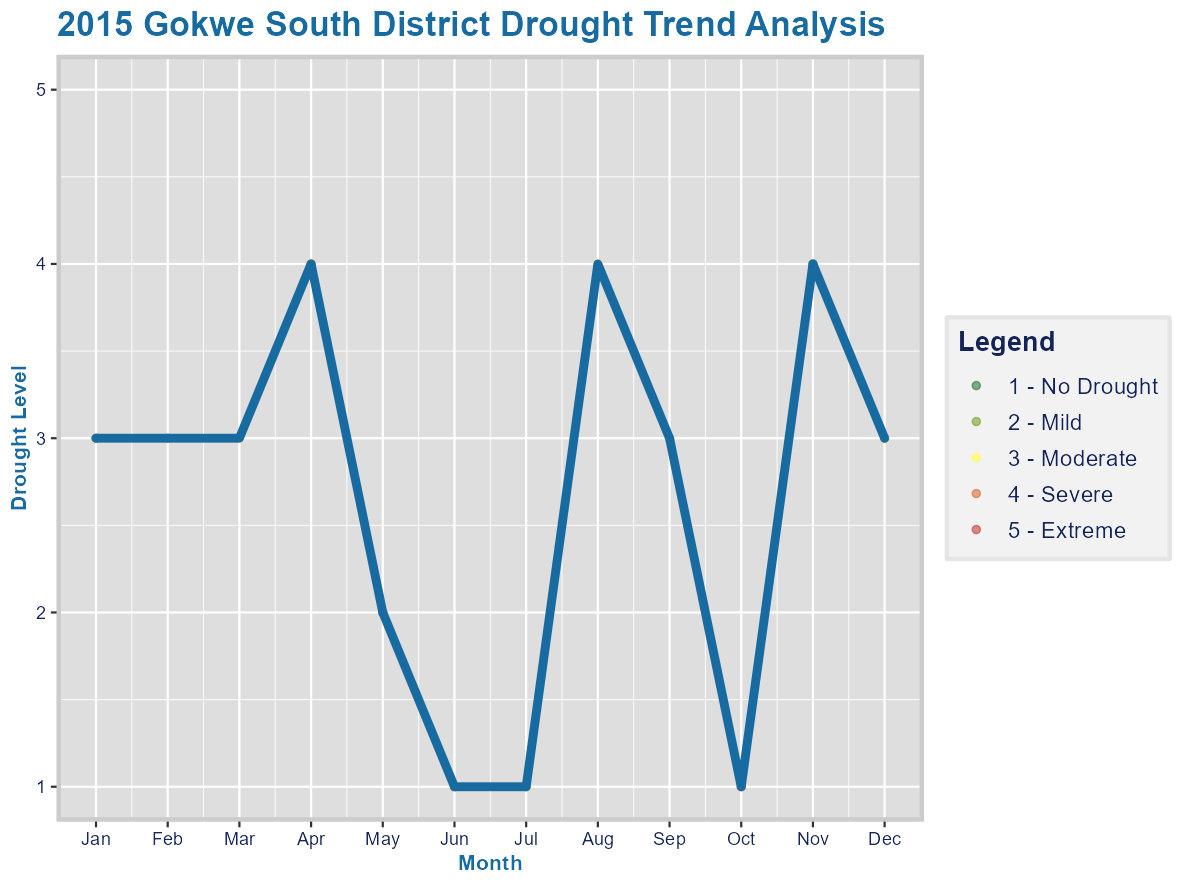 2015 Gokwe South District Drought Trend Analysis
5
4
3
2
1
Drought Level
Jan Feb Mar Apr May Jun Jul Aug Sep Oct Nov Dec
Month
Legend
1 - No Drought
2 - Mild
3 - Moderate
4 - Severe
5 - Extreme